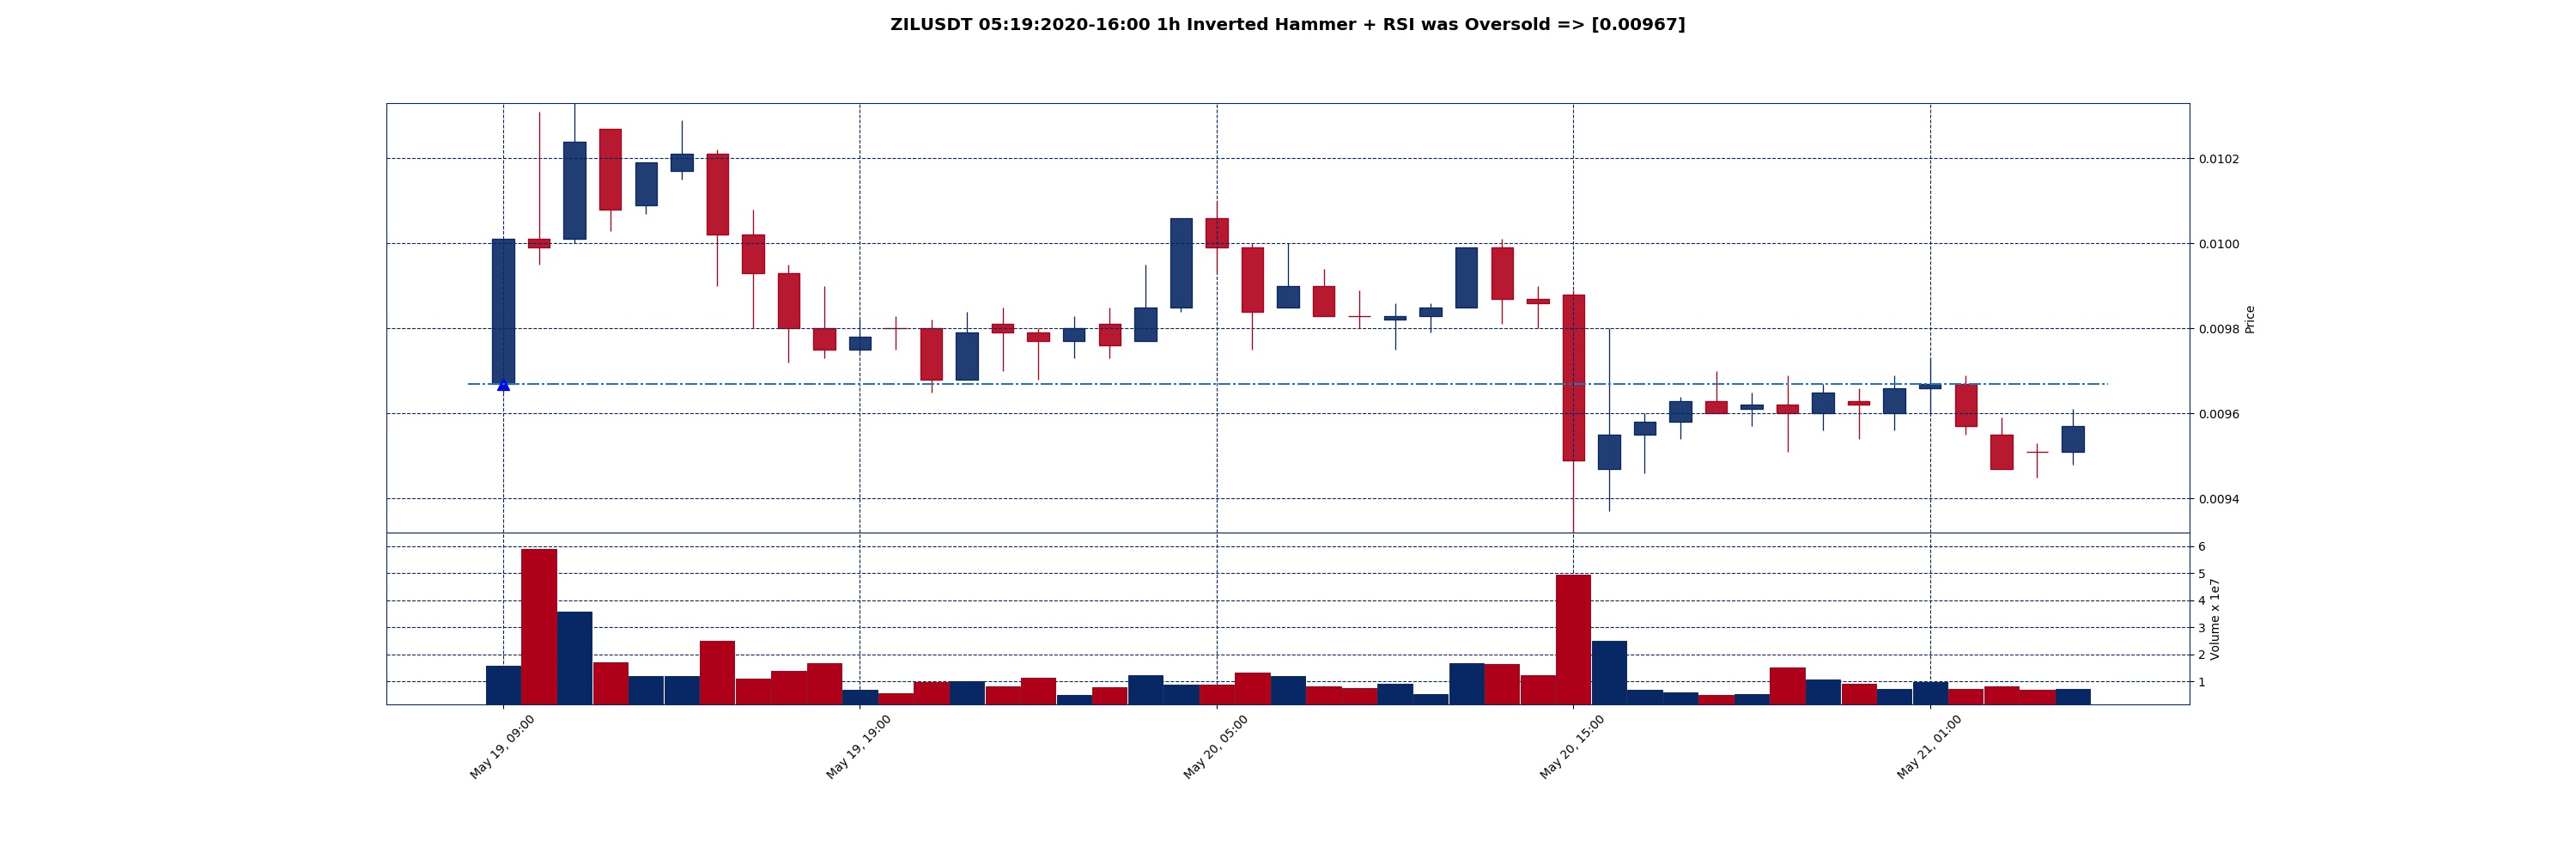 ZILUSDT 05:19:2020-16:00 1h Inverted Hammer + RSI was Oversold => [0.00967]
0.0102
0.0100
0.0098
0.0096
0.0094
Price
6
5
4
3
2
1
Volume x 1e7
May 19, 09:00
May 19, 19:00
May 20, 05:00
May 20, 15:00
May 21, 01:00